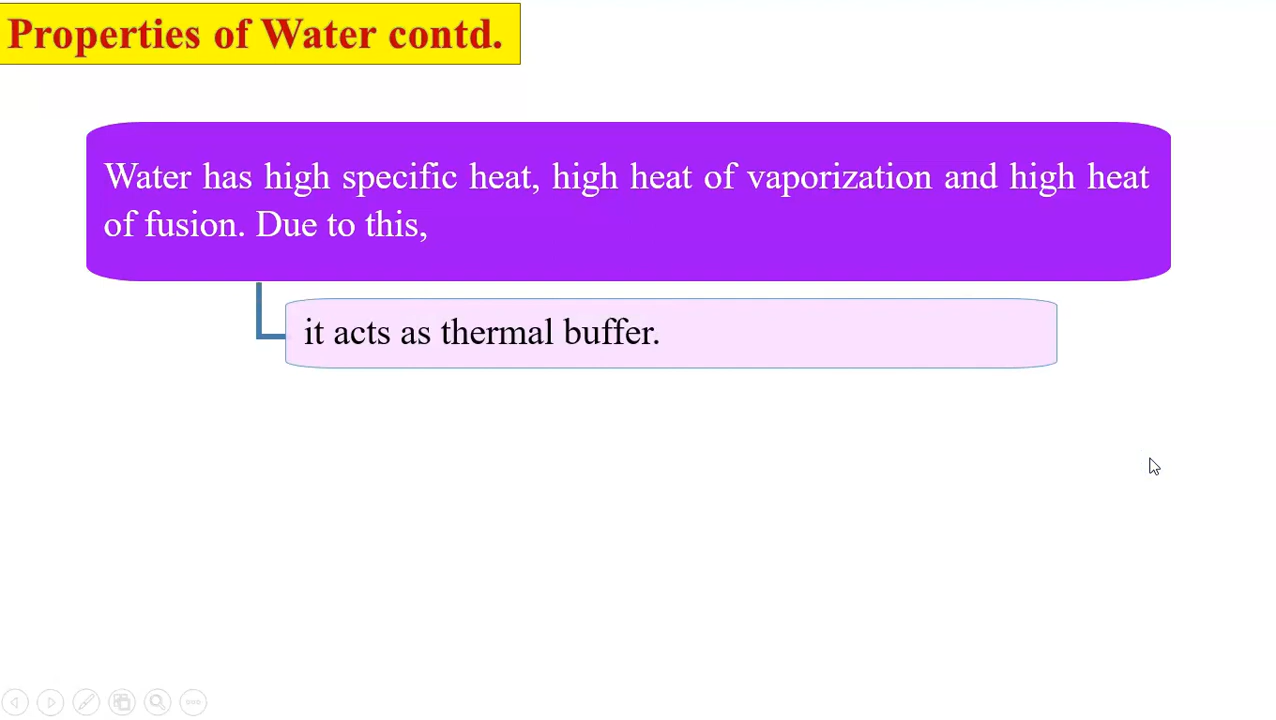 Properties of Water contd.
Water has high specific heat, high heat of vaporization and high heat
of fusion. Due to this,
it acts as thermal buffer.